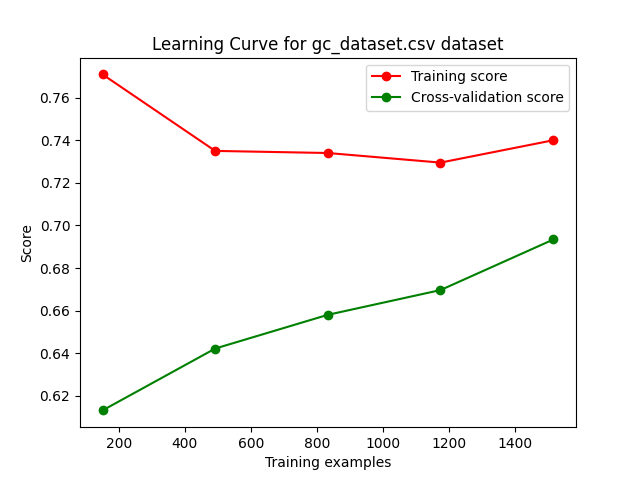 Learning Curve for gc_dataset.csv dataset
Training score
Cross-validation score
0.76
0.74
0.72
0.70
0.68
0.66
0.64
0.62
Score
200 400 600 800 1000 1200 1400
Training examples